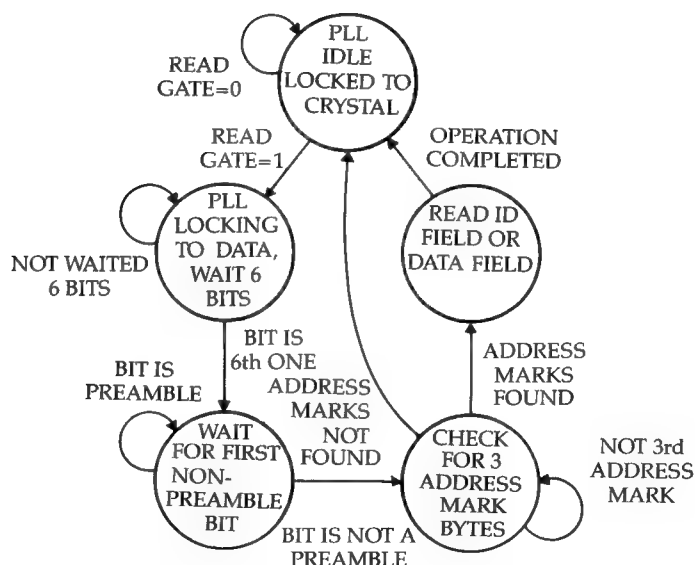 PLL
IDLE
LOCKED TO
CRYSTAL
READ
GATE=0
READ
GATE=1
OPERATION
COMPLETED
PLL
LOCKING
TO DATA,
WAIT 6
BITS
READ ID
FIELD OR
DATA FIELD
NOT WAITED
6 BITS
BIT IS
6th ONE
BIT IS
PREAMBLE
ADDRESS
MARKS
NOT
FOUND
ADDRESS
MARKS
FOUND
WAIT
FOR FIRST
NON-
PREAMBLE
BIT
CHECK
FOR 3
ADDRESS
MARK
BYTES
NOT 3rd
ADDRESS
MARK
BIT IS NOT A
PREAMBLE